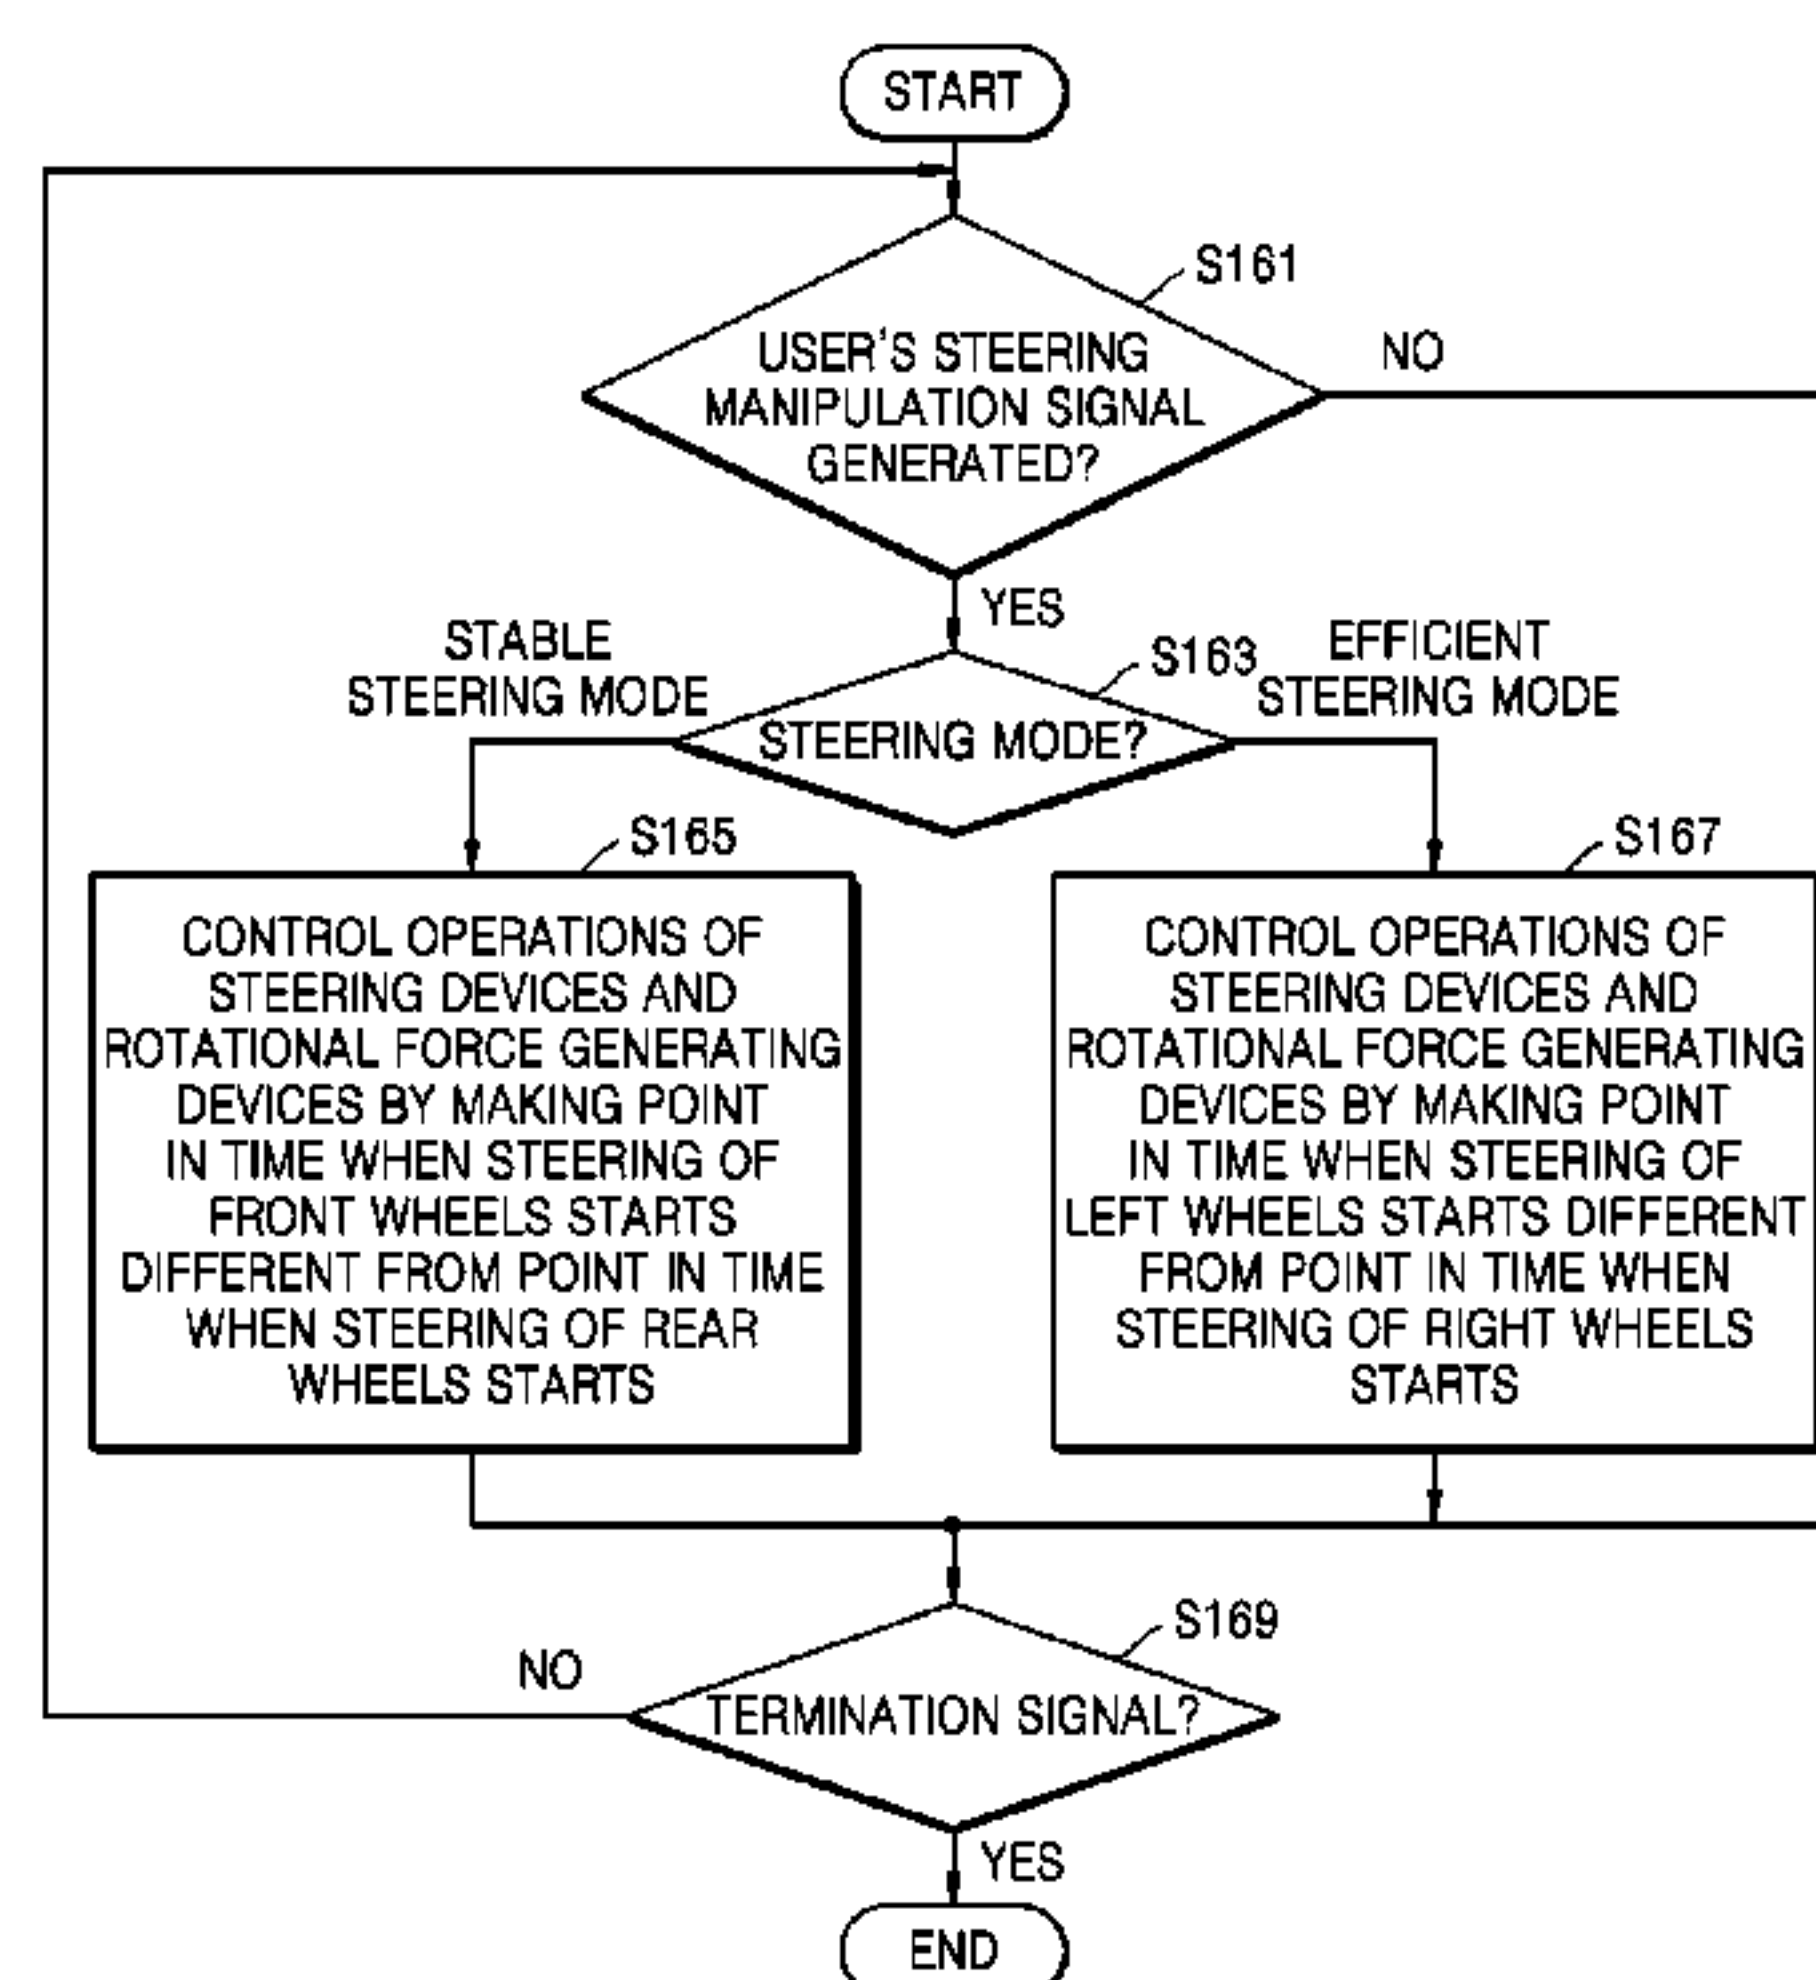 START
S161
USER'S STEERING
MANIPULATION SIGNAL
GENERATED?
NO
YES
STABLE
STEERING MODE
S163
EFFICIENT
STEERING MODE
STEERING MODE?
S165
CONTROL OPERATIONS OF
STEERING DEVICES AND
ROTATIONAL FORCE GENERATING
DEVICES BY MAKING POINT
IN TIME WHEN STEERING OF
FRONT WHEELS STARTS
DIFFERENT FROM POINT IN TIME
WHEN STEERING OF REAR
WHEELS STARTS
S167
CONTROL OPERATIONS OF
STEERING DEVICES AND
ROTATIONAL FORCE GENERATING
DEVICES BY MAKING POINT
IN TIME WHEN STEERING OF
LEFT WHEELS STARTS DIFFERENT
FROM POINT IN TIME WHEN
STEERING OF RIGHT WHEELS
STARTS
S169
NO
TERMINATION SIGNAL?
YES
END